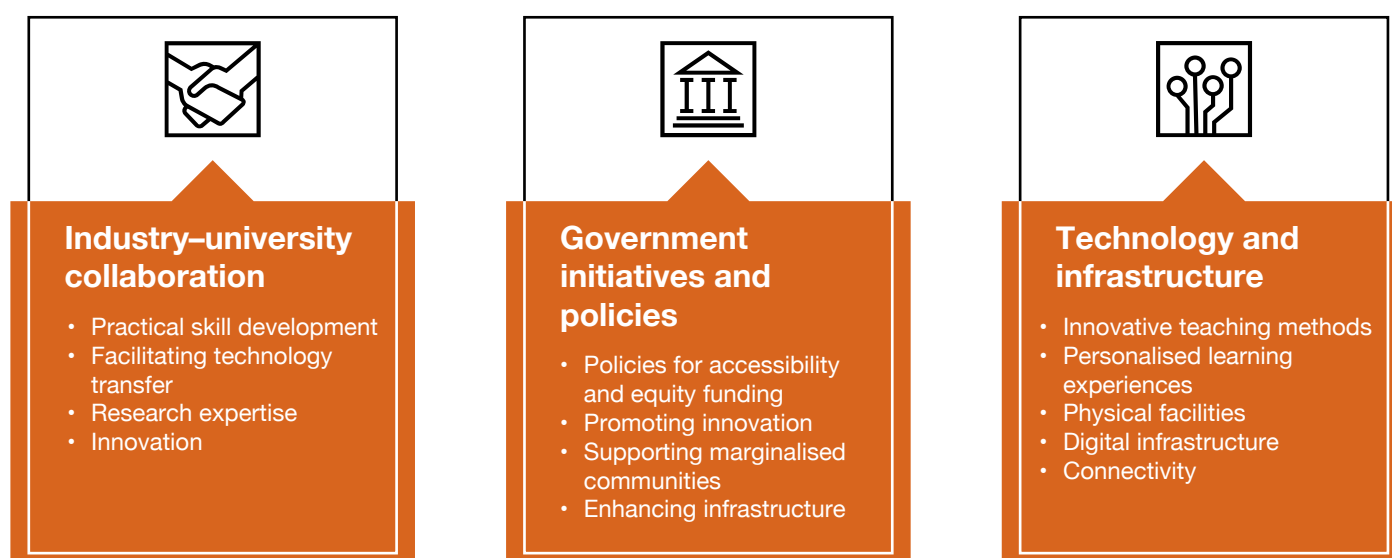 Industry–university
collaboration
• Practical skill development
• Facilitating technology
transfer
• Research expertise
• Innovation
Government
initiatives and
policies
• Policies for accessibility
and equity funding
• Promoting innovation
• Supporting marginalised
communities
• Enhancing infrastructure
Technology and
infrastructure
• Innovative teaching methods
• Personalised learning
experiences
• Physical facilities
• Digital infrastructure
• Connectivity